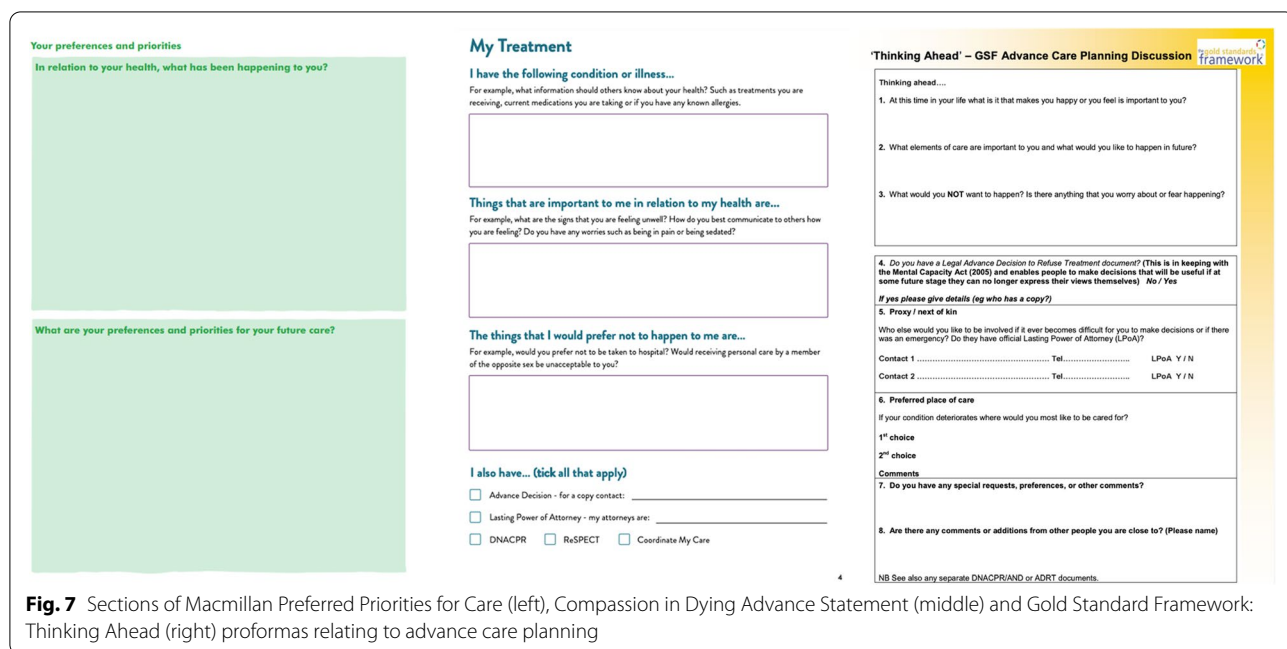 Your preferences and priorities
In relation to your health, what has been happening to you?
What are your preferences and priorities for your future care?
My Treatment
I have the following condition or illness...
For example, what information should others know about your health? Such as treatments you are
receiving, current medications you are taking or if you have any known allergies.
Things that are important to me in relation to my health are...
For example, what are the signs that you are feeling unwell? How do you best communicate to others how
you are feeling? Do you have any worries such as being in pain or being sedated?
The things that I would prefer not to happen to me are...
For example, would you prefer not to be taken to hospital? Would receiving personal care by a member
of the opposite sex be unacceptable to you?
I also have... (tick all that apply)
Advance Decision - for a copy contact:
Lasting Power of Attorney - my attorneys are:
DNACPR ReSPECT Coordinate My Care
4
'Thinking Ahead' – GSF Advance Care Planning Discussion
the gold standards
framework
Thinking ahead....
1. At this time in your life what is it that makes you happy or you feel is important to you?
2. What elements of care are important to you and what would you like to happen in future?
3. What would you NOT want to happen? Is there anything that you worry about or fear happening?
4. Do you have a Legal Advance Decision to Refuse Treatment document? (This is in keeping with
the Mental Capacity Act (2005) and enables people to make decisions that will be useful if at
some future stage they can no longer express their views themselves) No / Yes
If yes please give details (eg who has a copy?)
5. Proxy / next of kin
Who else would you like to be involved if it ever becomes difficult for you to make decisions or if there
was an emergency? Do they have official Lasting Power of Attorney (LPoA)?
Contact 1 ................................................... Tel......................... LPoA Y / N
Contact 2 ................................................... Tel......................... LPoA Y / N
6. Preferred place of care
If your condition deteriorates where would you most like to be cared for?
1st choice
2nd choice
Comments
7. Do you have any special requests, preferences, or other comments?
8. Are there any comments or additions from other people you are close to? (Please name)
NB See also any separate DNACPR/AND or ADRT documents.
Fig. 7 Sections of Macmillan Preferred Priorities for Care (left), Compassion in Dying Advance Statement (middle) and Gold Standard Framework:
Thinking Ahead (right) proformas relating to advance care planning